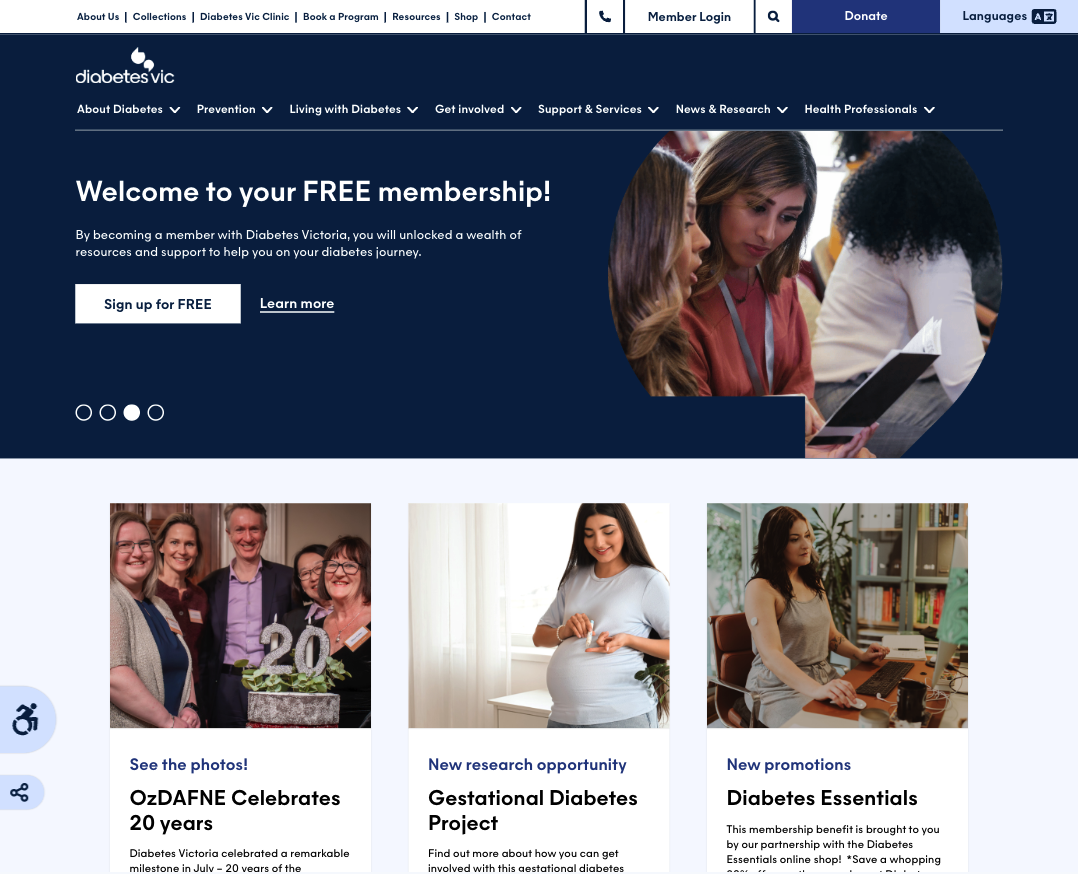 About Us | Collections | Diabetes Vic Clinic | Book a Program | Resources | Shop | Contact
Member Login
Donate
Languages
diabetes vic
About Diabetes
Prevention
Living with Diabetes
Get involved
Support & Services
News & Research
Health Professionals
Welcome to your FREE membership!
By becoming a member with Diabetes Victoria, you will unlocked a wealth of
resources and support to help you on your diabetes journey.
Sign up for FREE
Learn more
20
See the photos!
OzDAFNE Celebrates
20 years
Diabetes Victoria celebrated a remarkable
milestone in July – 20 years of the
New research opportunity
Gestational Diabetes
Project
Find out more about how you can get
involved with this gestational diabetes
New promotions
Diabetes Essentials
This membership benefit is brought to you
by our partnership with the Diabetes
Essentials online shop! *Save a whopping